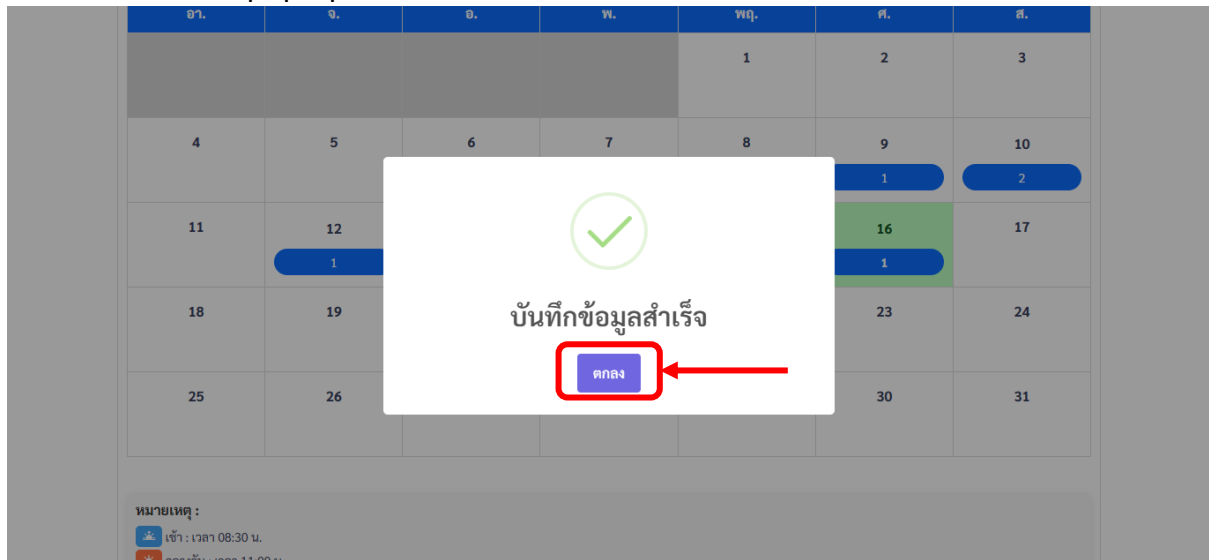 อา. จ. อ. พ. พฤ. ศ. ส.
1 2 3
4 5 6 7 8 9 10
1 2
11 12 16 17
1 1
18 19 23 24
บันทึกข้อมูลสำเร็จ
ตกลง
25 26 30 31
หมายเหตุ :
เช้า : เวลา 08:30 น.